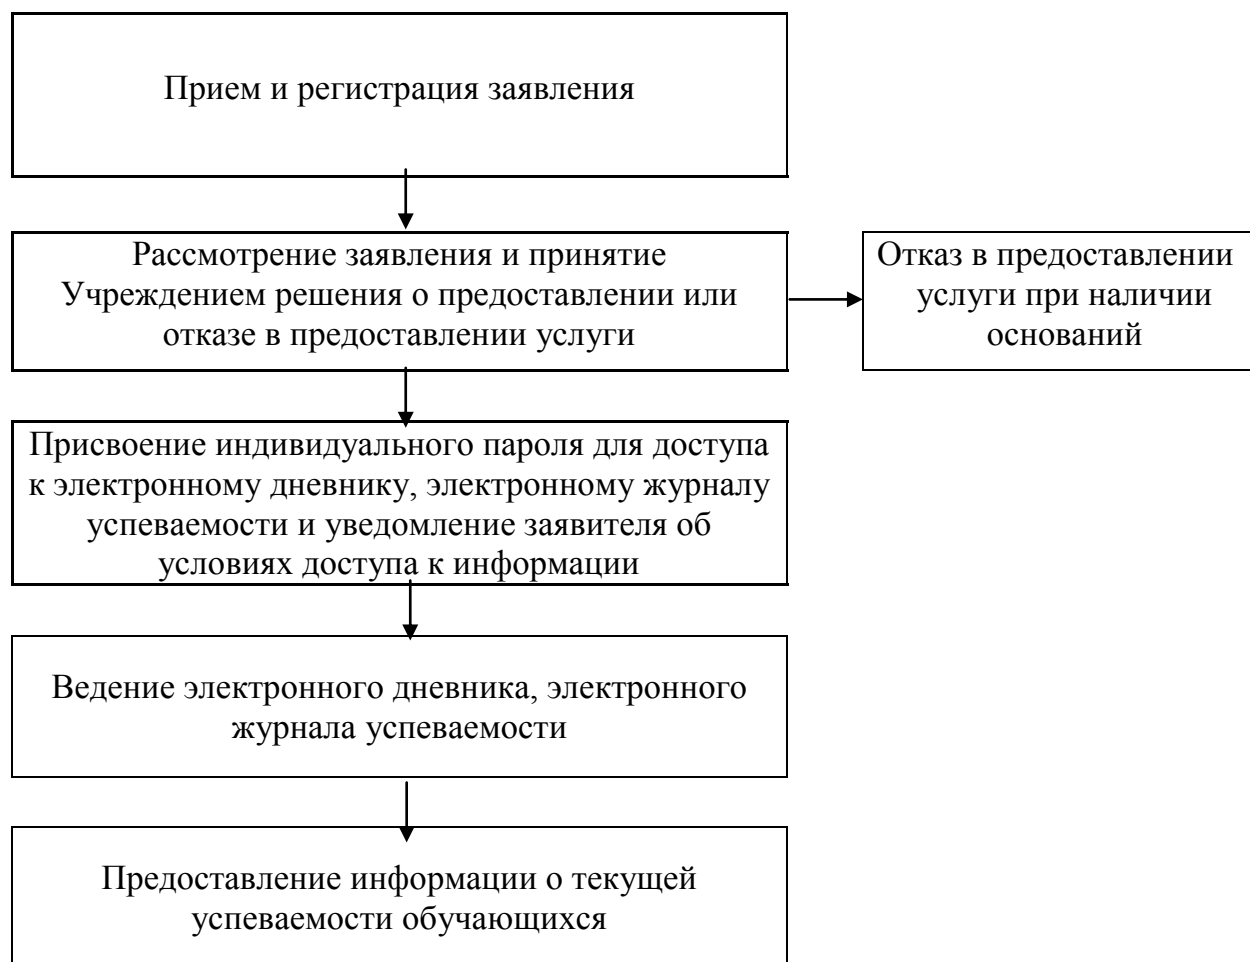 Прием и регистрация заявления
Рассмотрение заявления и принятие
Учреждением решения о предоставлении или
отказе в предоставлении услуги
Отказ в предоставлении
услуги при наличии
оснований
Присвоение индивидуального пароля для доступа
к электронному дневнику, электронному журналу
успеваемости и уведомление заявителя об
условиях доступа к информации
Ведение электронного дневника, электронного
журнала успеваемости
Предоставление информации о текущей
успеваемости обучающихся